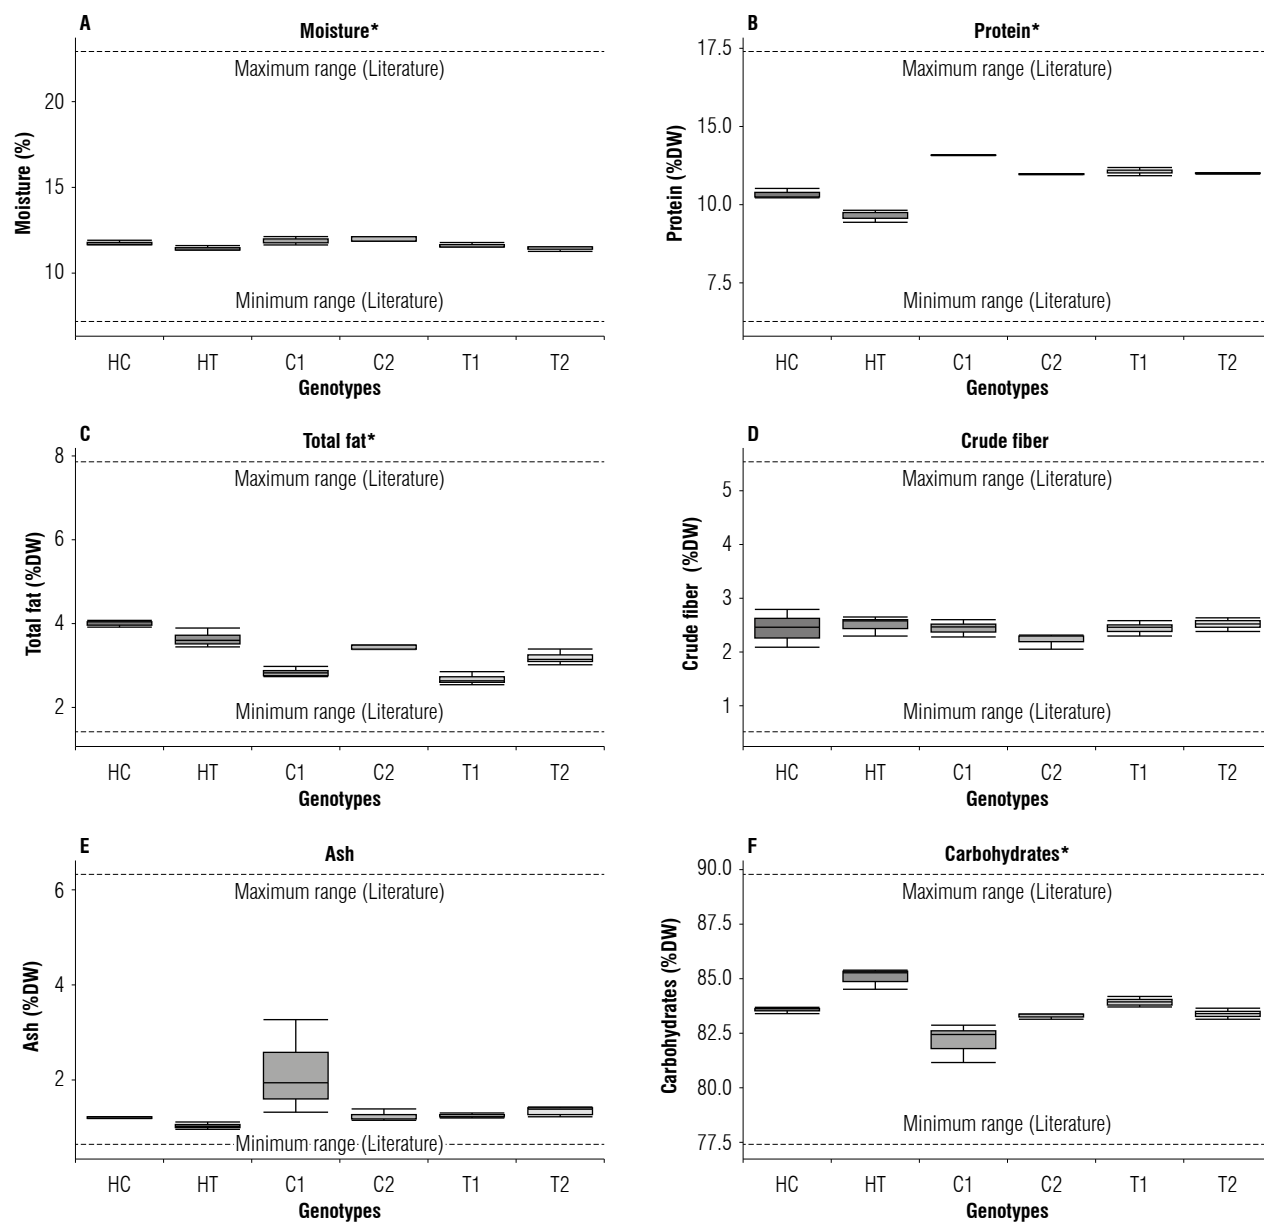 A
Moisture*
Maximum range (Literature)
20
15
10
Moisture (%)
Minimum range (Literature)
HC HT C1 C2 T1 T2
Genotypes
B
Protein*
17.5
Maximum range (Literature)
15.0
10.0
7.5
Protein (%DW)
Minimum range (Literature)
HC HT C1 C2 T1 T2
Genotypes
C
Total fat*
8
Maximum range (Literature)
6
4
2
Total fat (%DW)
Minimum range (Literature)
HC HT C1 C2 T1 T2
Genotypes
D
Crude fiber
Maximum range (Literature)
5
4
3
2
1
Crude fiber (%DW)
Minimum range (Literature)
HC HT C1 C2 T1 T2
Genotypes
E
Ash
6
Maximum range (Literature)
4
2
Ash (%DW)
Minimum range (Literature)
HC HT C1 C2 T1 T2
Genotypes
F
Carbohydrates*
90.0
Maximum range (Literature)
87.5
85.0
82.5
80.0
77.5
Carbohydrates (%DW)
Minimum range (Literature)
HC HT C1 C2 T1 T2
Genotypes